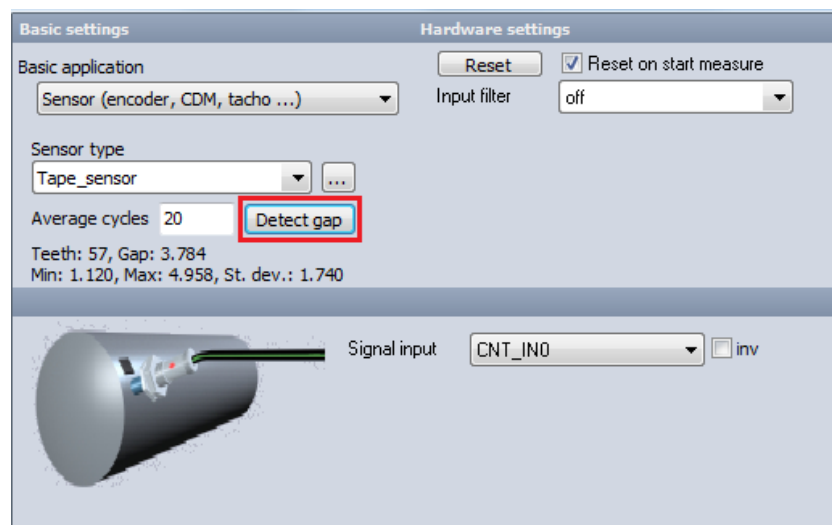 Basic settings
Hardware settings
Basic application
Reset
Reset on start measure
Sensor (encoder, CDM, tacho ...)
Input filter
off
Sensor type
Tape_sensor
...
Average cycles
20
Detect gap
Teeth: 57, Gap: 3.784
Min: 1.120, Max: 4.958, St. dev.: 1.740
Signal input
CNT_IN0
inv